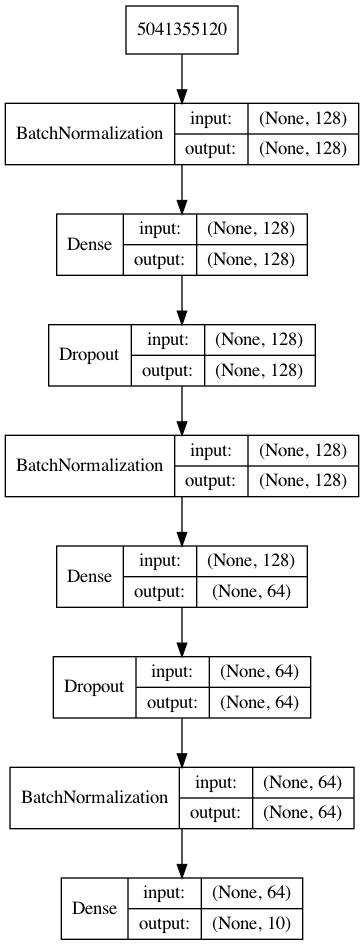 5041355120
BatchNormalization
input: (None, 128)
output: (None, 128)
Dense
input: (None, 128)
output: (None, 128)
Dropout
input: (None, 128)
output: (None, 128)
BatchNormalization
input: (None, 128)
output: (None, 128)
Dense
input: (None, 128)
output: (None, 64)
Dropout
input: (None, 64)
output: (None, 64)
BatchNormalization
input: (None, 64)
output: (None, 64)
Dense
input: (None, 64)
output: (None, 10)